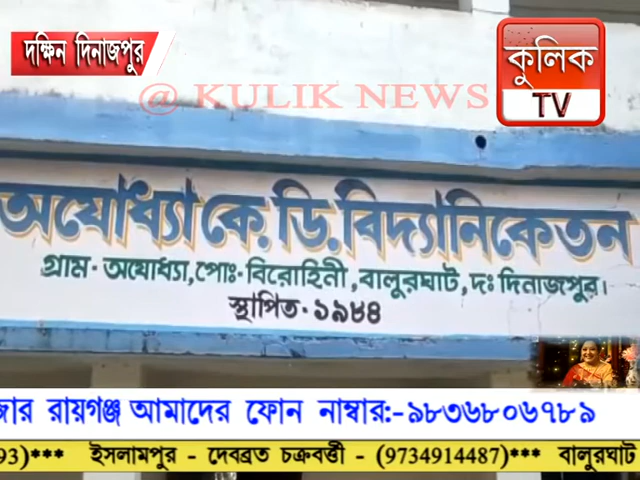 দক্ষিন দিনাজপুর
কুলিক
TV
@ KULIK NEWS
অযোধ্যা কে. ডি. বিদ্যানিকেতন
গ্রাম· অযোধ্যা, পোঃ· বিরোহিনী, বালুরঘাট, দঃ দিনাজপুর।
স্থাপিত· ১৯৮৪
রায়গঞ্জ আমাদের ফোন নাম্বার:-৯৮৩৬৮০৬৭৮৯
93)*** ইসলামপুর - দেবব্রত চক্রবর্ত্তী - (9734914487)*** বালুরঘাট